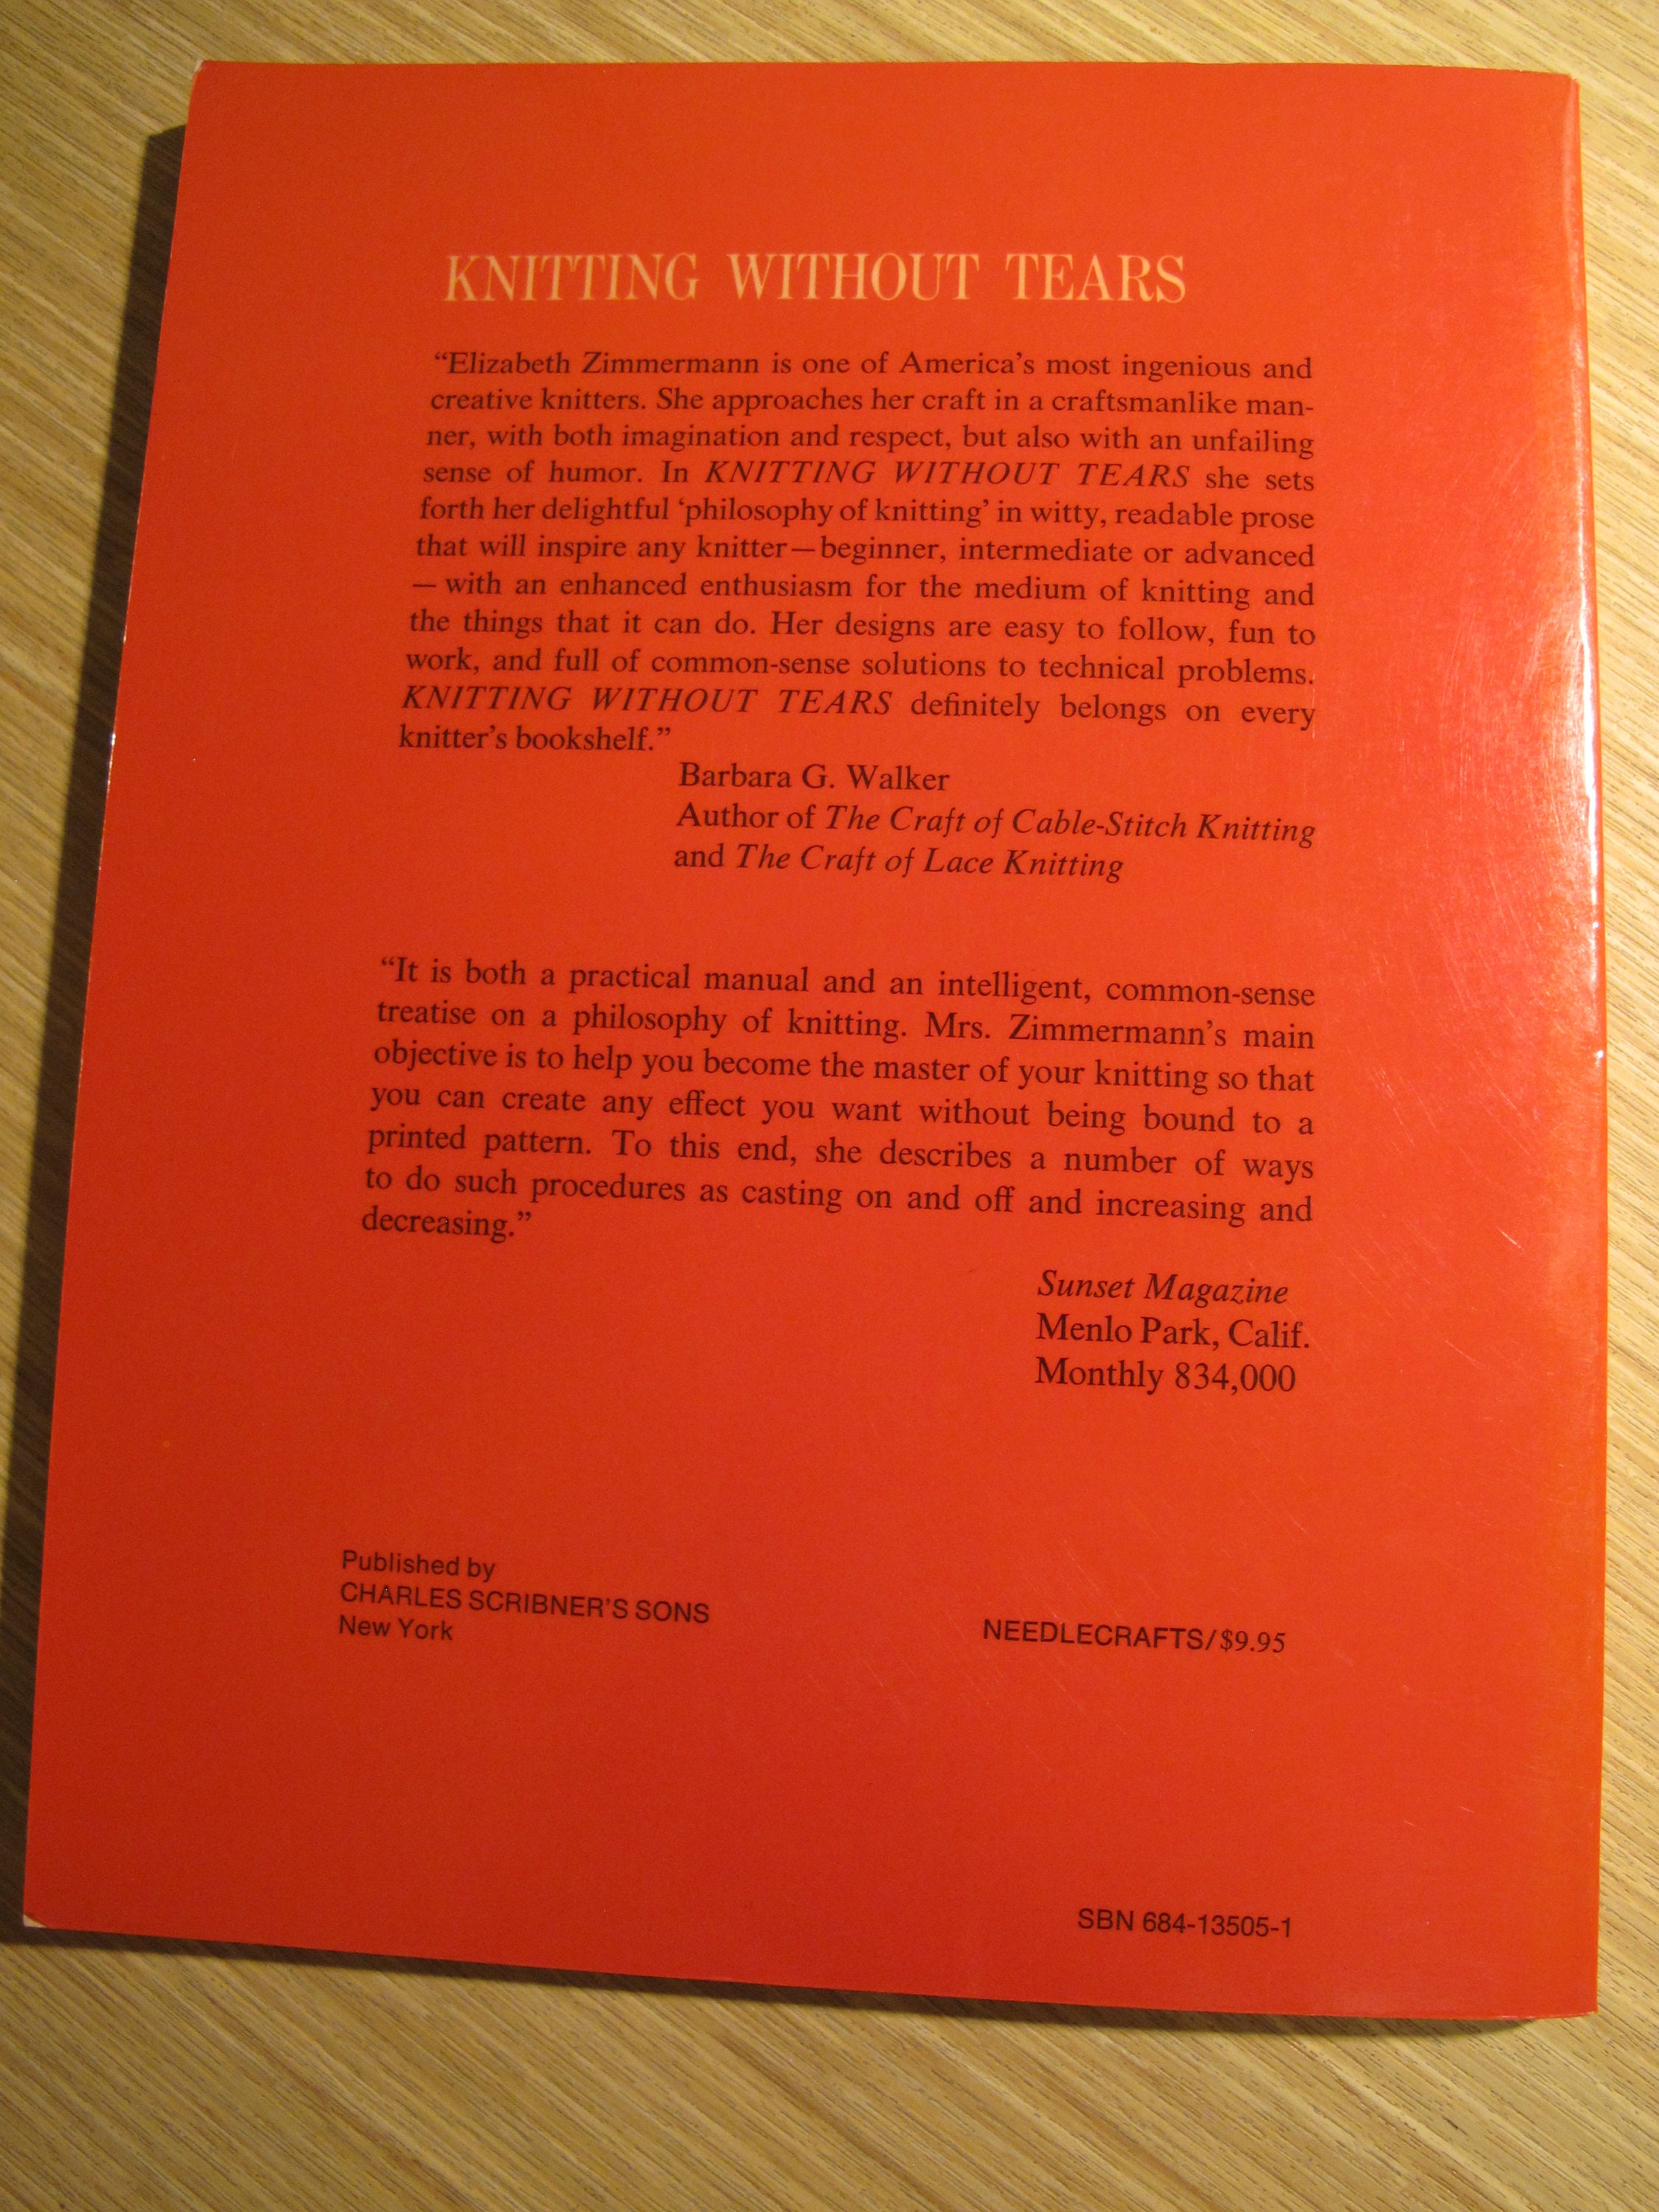 KNITTING WITHOUT TEARS
“Elizabeth Zimmermann is one of America’s most ingenious and
creative knitters. She approaches her craft in a craftsmanlike man-
ner, with both imagination and respect, but also with an unfailing
sense of humor. In KNITTING WITHOUT TEARS she sets
forth her delightful ‘philosophy of knitting’ in witty, readable prose
that will inspire any knitter—beginner, intermediate or advanced
—with an enhanced enthusiasm for the medium of knitting and
the things that it can do. Her designs are easy to follow, fun to
work, and full of common-sense solutions to technical problems.
KNITTING WITHOUT TEARS definitely belongs on every
knitter’s bookshelf.”
Barbara G. Walker
Author of The Craft of Cable-Stitch Knitting
and The Craft of Lace Knitting
“It is both a practical manual and an intelligent, common-sense
treatise on a philosophy of knitting. Mrs. Zimmermann’s main
objective is to help you become the master of your knitting so that
you can create any effect you want without being bound to a
printed pattern. To this end, she describes a number of ways
to do such procedures as casting on and off and increasing and
decreasing.”
Sunset Magazine
Menlo Park, Calif.
Monthly 834,000
Published by
CHARLES SCRIBNER’S SONS
New York
NEEDLECRAFTS/$9.95
SBN 684-13505-1